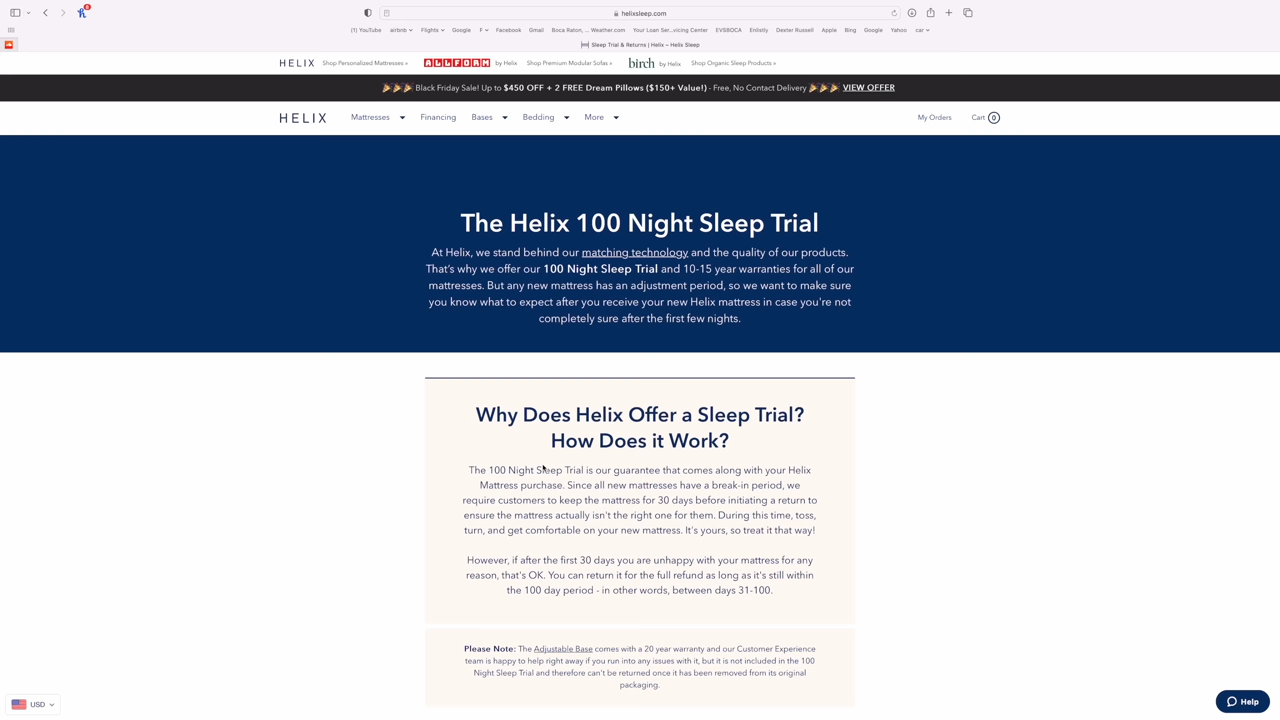 8
helixsleep.com
(1) YouTube airbnb Flights Google F Facebook Gmail Boca Raton, ... Weather.com Your Loan Ser...vicing Center EVSBOCA Enlistly Dexter Russell Apple Bing Google Yahoo car
Sleep Trial & Returns | Helix – Helix Sleep
HELIX Shop Personalized Mattresses » ALLFORM by Helix Shop Premium Modular Sofas » birch by Helix Shop Organic Sleep Products »
🎉🎉🎉 Black Friday Sale! Up to $450 OFF + 2 FREE Dream Pillows ($150+ Value!) - Free, No Contact Delivery 🎉🎉🎉 VIEW OFFER
HELIX Mattresses Financing Bases Bedding More My Orders Cart 0
The Helix 100 Night Sleep Trial
At Helix, we stand behind our matching technology and the quality of our products.
That's why we offer our 100 Night Sleep Trial and 10-15 year warranties for all of our
mattresses. But any new mattress has an adjustment period, so we want to make sure
you know what to expect after you receive your new Helix mattress in case you're not
completely sure after the first few nights.
Why Does Helix Offer a Sleep Trial?
How Does it Work?
The 100 Night Sleep Trial is our guarantee that comes along with your Helix
Mattress purchase. Since all new mattresses have a break-in period, we
require customers to keep the mattress for 30 days before initiating a return to
ensure the mattress actually isn't the right one for them. During this time, toss,
turn, and get comfortable on your new mattress. It's yours, so treat it that way!
However, if after the first 30 days you are unhappy with your mattress for any
reason, that's OK. You can return it for the full refund as long as it's still within
the 100 day period - in other words, between days 31-100.
Please Note: The Adjustable Base comes with a 20 year warranty and our Customer Experience
team is happy to help right away if you run into any issues with it, but it is not included in the 100
Night Sleep Trial and therefore can't be returned once it has been removed from its original
packaging.
USD
Help